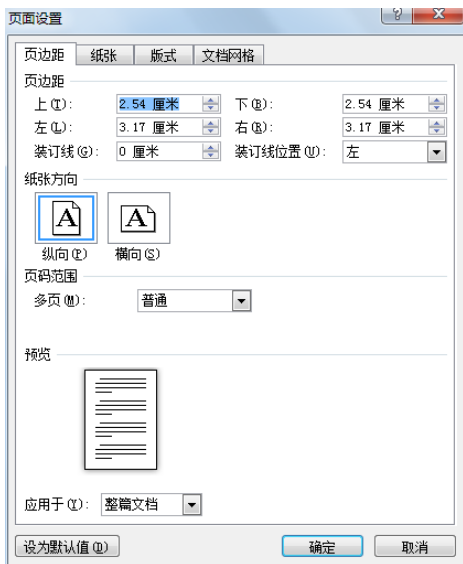 页面设置
页边距 纸张 版式 文档网格
页边距
上(T): 2.54 厘米 下(B): 2.54 厘米
左(L): 3.17 厘米 右(R): 3.17 厘米
装订线(G): 0 厘米 装订线位置(U): 左
纸张方向
A A
纵向(P) 横向(S)
页码范围
多页(M): 普通
预览
应用于(Y): 整篇文档
设为默认值(D) 确定 取消